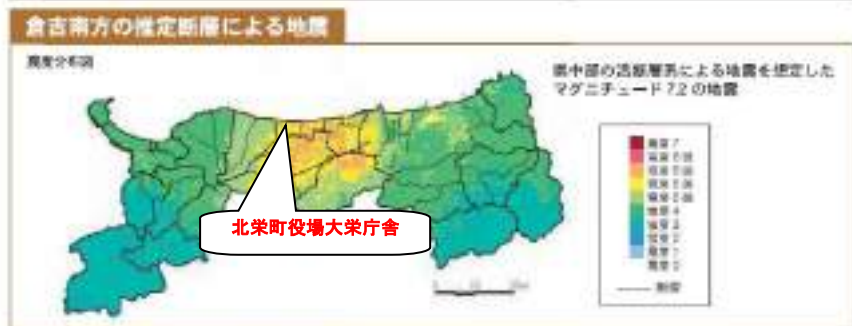 倉吉南方の推定断層による地震
震度分布図
県中部の活断層系による地震を想定した
マグニチュード7.2の地震
北栄町役場大栄庁舎
震度7
震度6強
震度6弱
震度5強
震度5弱
震度4
震度3
震度2
震度1
震度0
断層